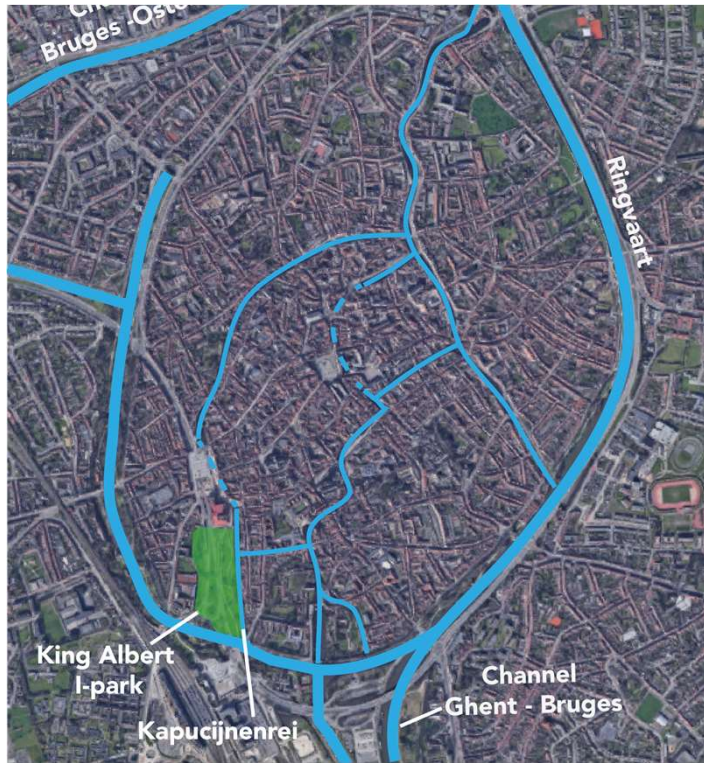 Bruges -Ost
Ringvaart
King Albert
I-park
Kapucijnenrei
Channel
Ghent - Bruges